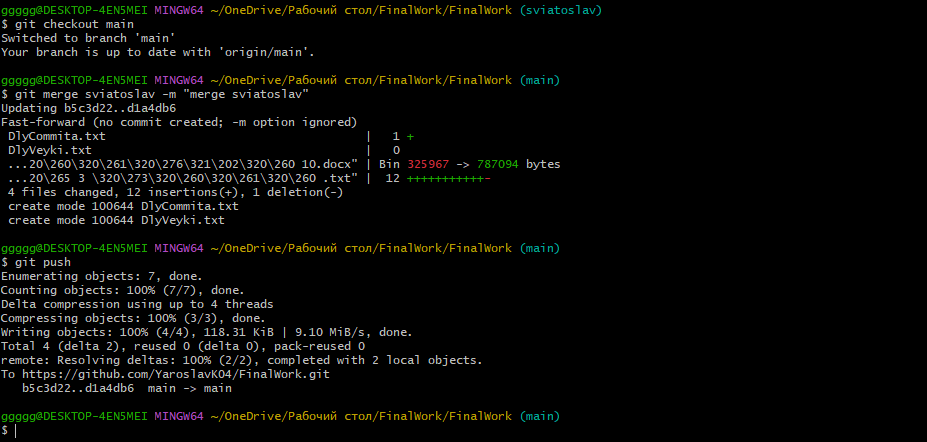 ggggg@DESKTOP-4EN5MEI MINGW64 ~/OneDrive/Рабочий стол/FinalWork/FinalWork (sviatoslav)
$ git checkout main
Switched to branch 'main'
Your branch is up to date with 'origin/main'.
ggggg@DESKTOP-4EN5MEI MINGW64 ~/OneDrive/Рабочий стол/FinalWork/FinalWork (main)
$ git merge sviatoslav -m "merge sviatoslav"
Updating b5c3d22..d1a4db6
Fast-forward (no commit created; -m option ignored)
DlyCommita.txt | 1 +
DlyVeyki.txt | 0
...20\260\320\261\320\276\321\202\320\260 10.docx" | Bin 325967 -> 787094 bytes
...20\265 3 \320\273\320\260\320\260\320\261\320\260 .txt" | 12 +++++++++++-
4 files changed, 12 insertions(+), 1 deletion(-)
create mode 100644 DlyCommita.txt
create mode 100644 DlyVeyki.txt
ggggg@DESKTOP-4EN5MEI MINGW64 ~/OneDrive/Рабочий стол/FinalWork/FinalWork (main)
$ git push
Enumerating objects: 7, done.
Counting objects: 100% (7/7), done.
Delta compression using up to 4 threads
Compressing objects: 100% (3/3), done.
Writing objects: 100% (4/4), 118.31 KiB | 9.10 MiB/s, done.
Total 4 (delta 2), reused 0 (delta 0), pack-reused 0
remote: Resolving deltas: 100% (2/2), completed with 2 local objects.
To https://github.com/YaroslavK04/FinalWork.git
b5c3d22..d1a4db6 main -> main
ggggg@DESKTOP-4EN5MEI MINGW64 ~/OneDrive/Рабочий стол/FinalWork/FinalWork (main)
$